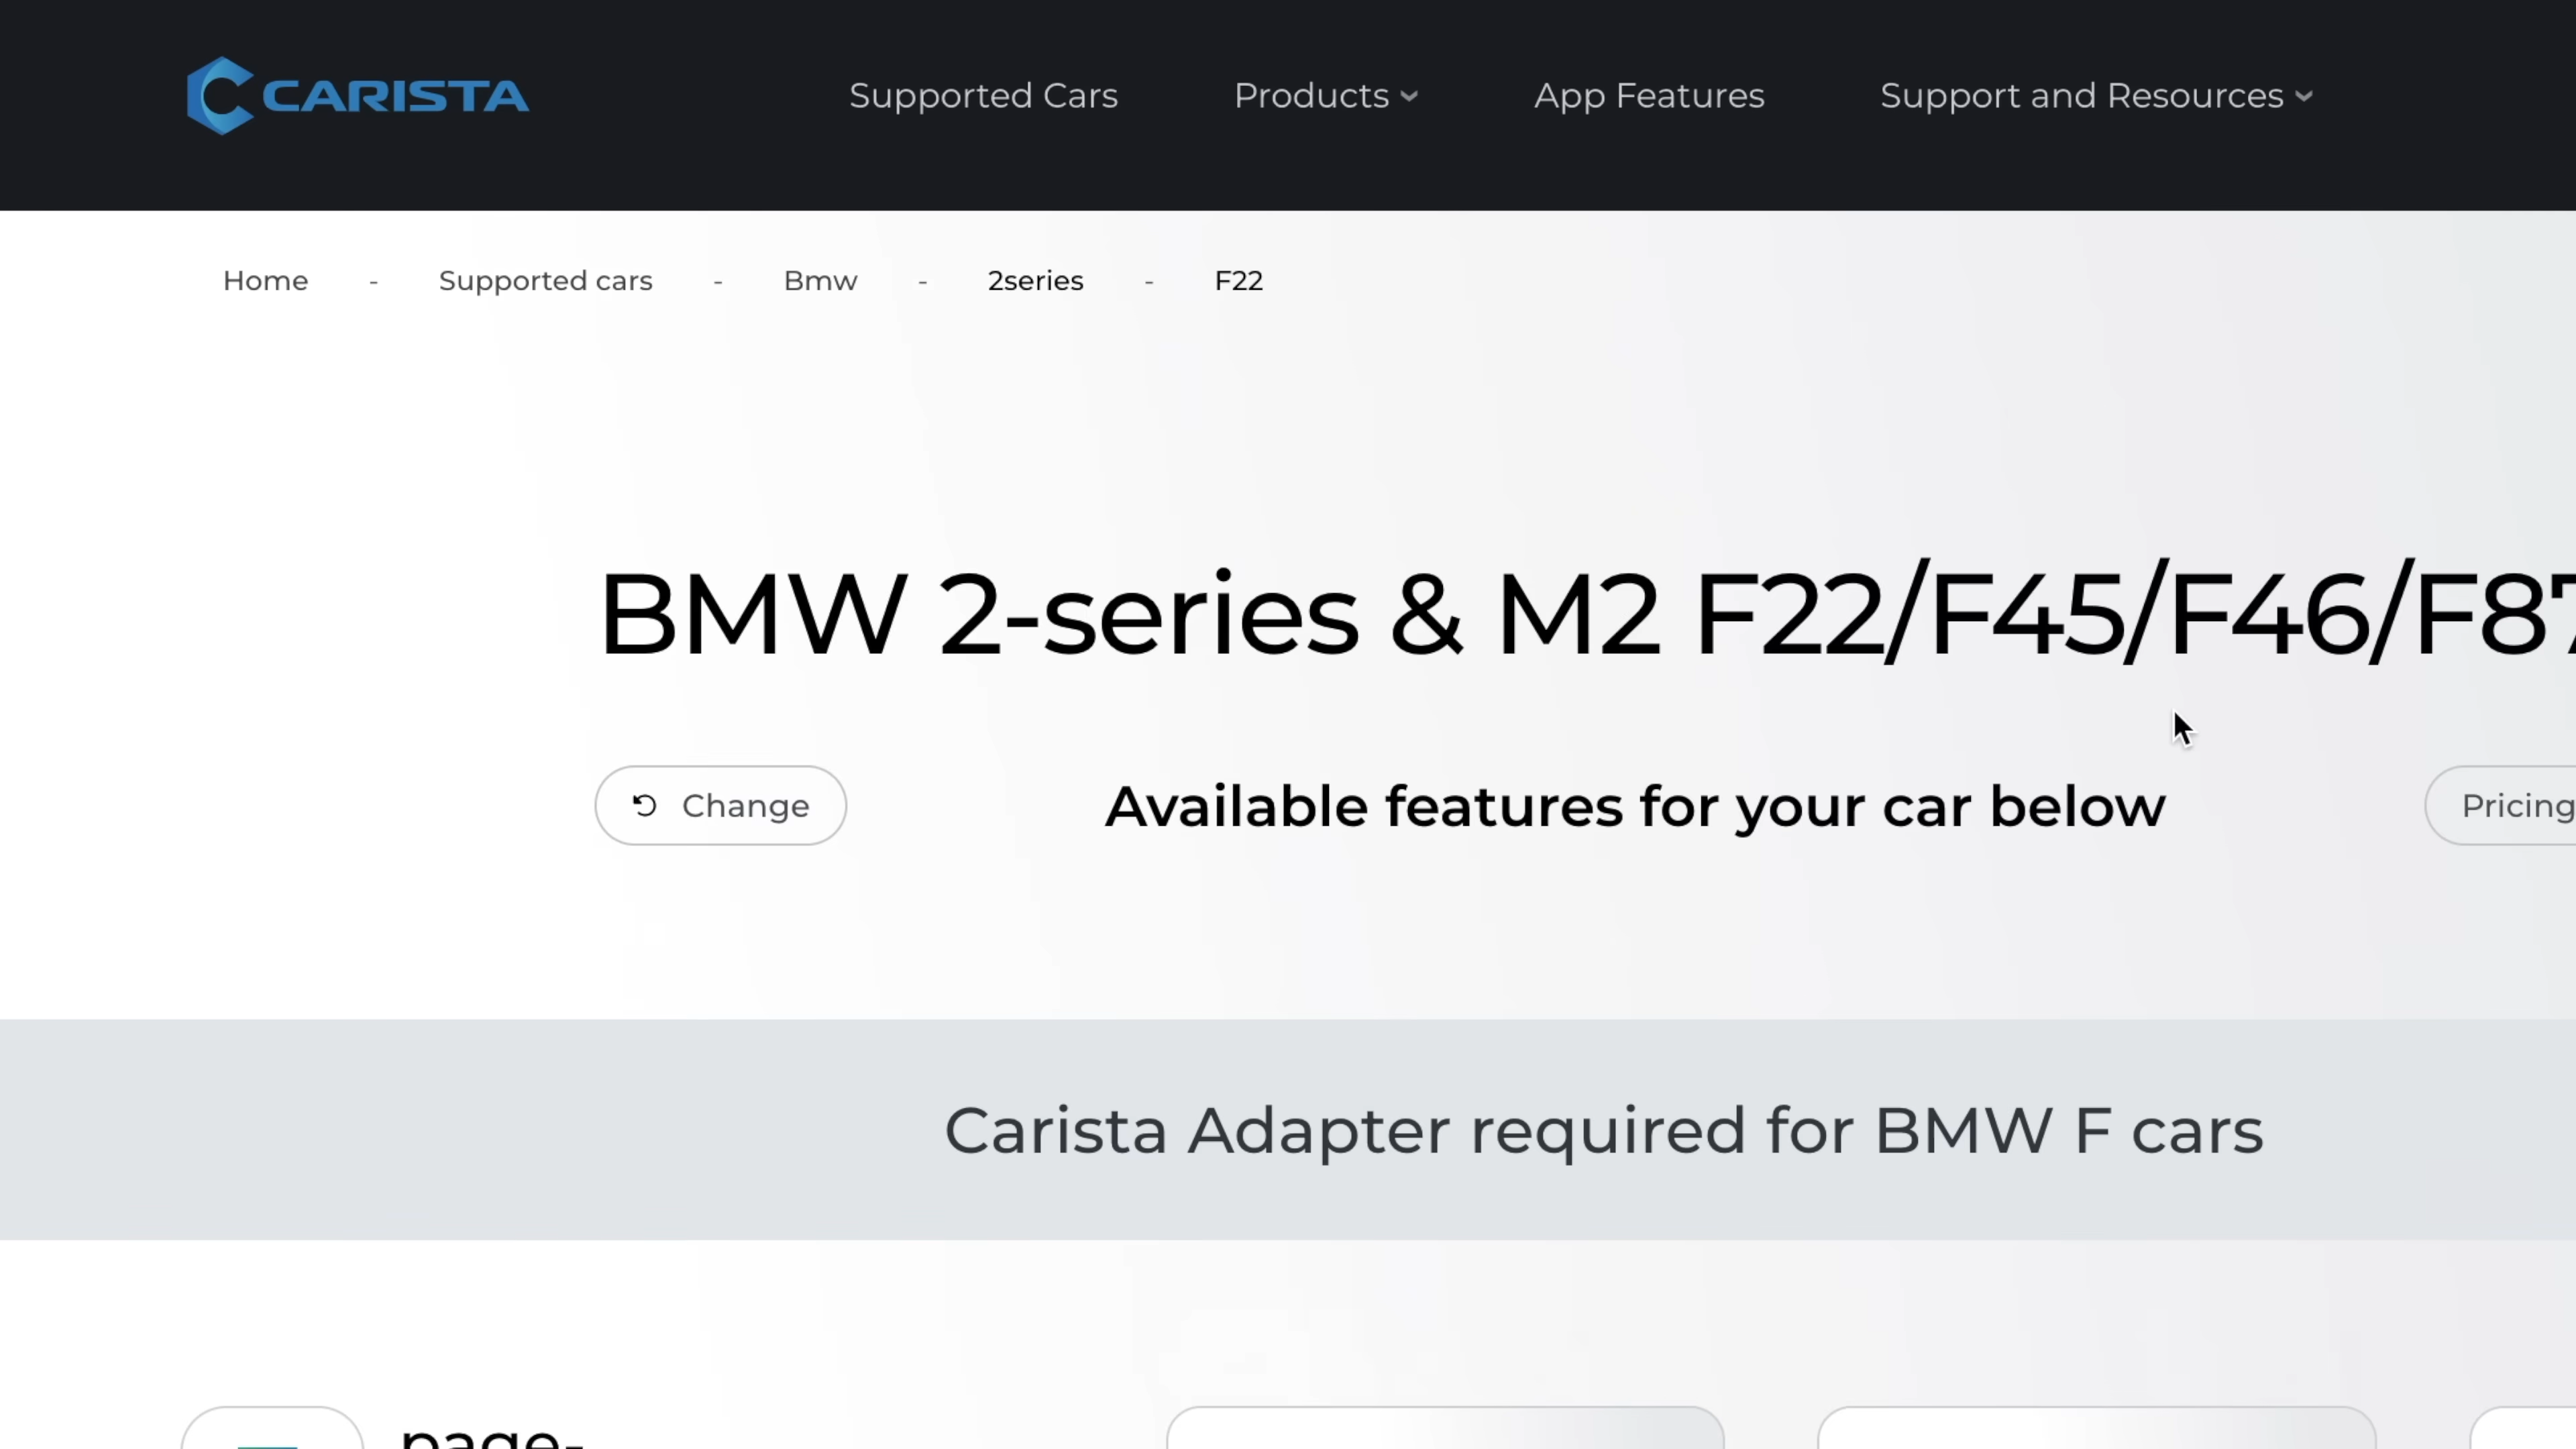 CARISTA
Supported Cars Products App Features Support and Resources
Home - Supported cars - Bmw - 2series - F22
BMW 2-series & M2 F22/F45/F46/F87
Change Available features for your car below Pricing
Carista Adapter required for BMW F cars
page-